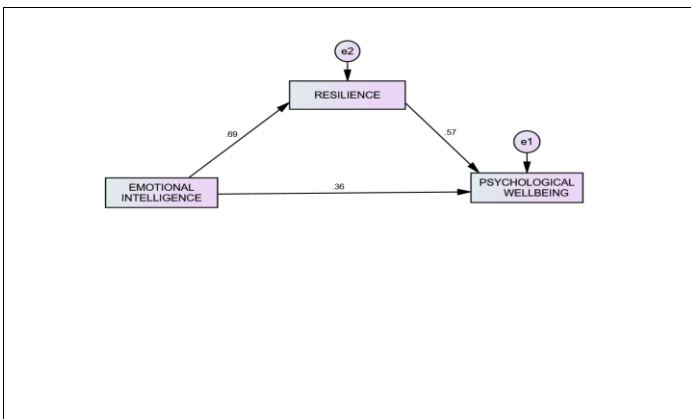 e2
RESILIENCE
.69
.57
e1
EMOTIONAL
INTELLIGENCE
.36
PSYCHOLOGICAL
WELLBEING